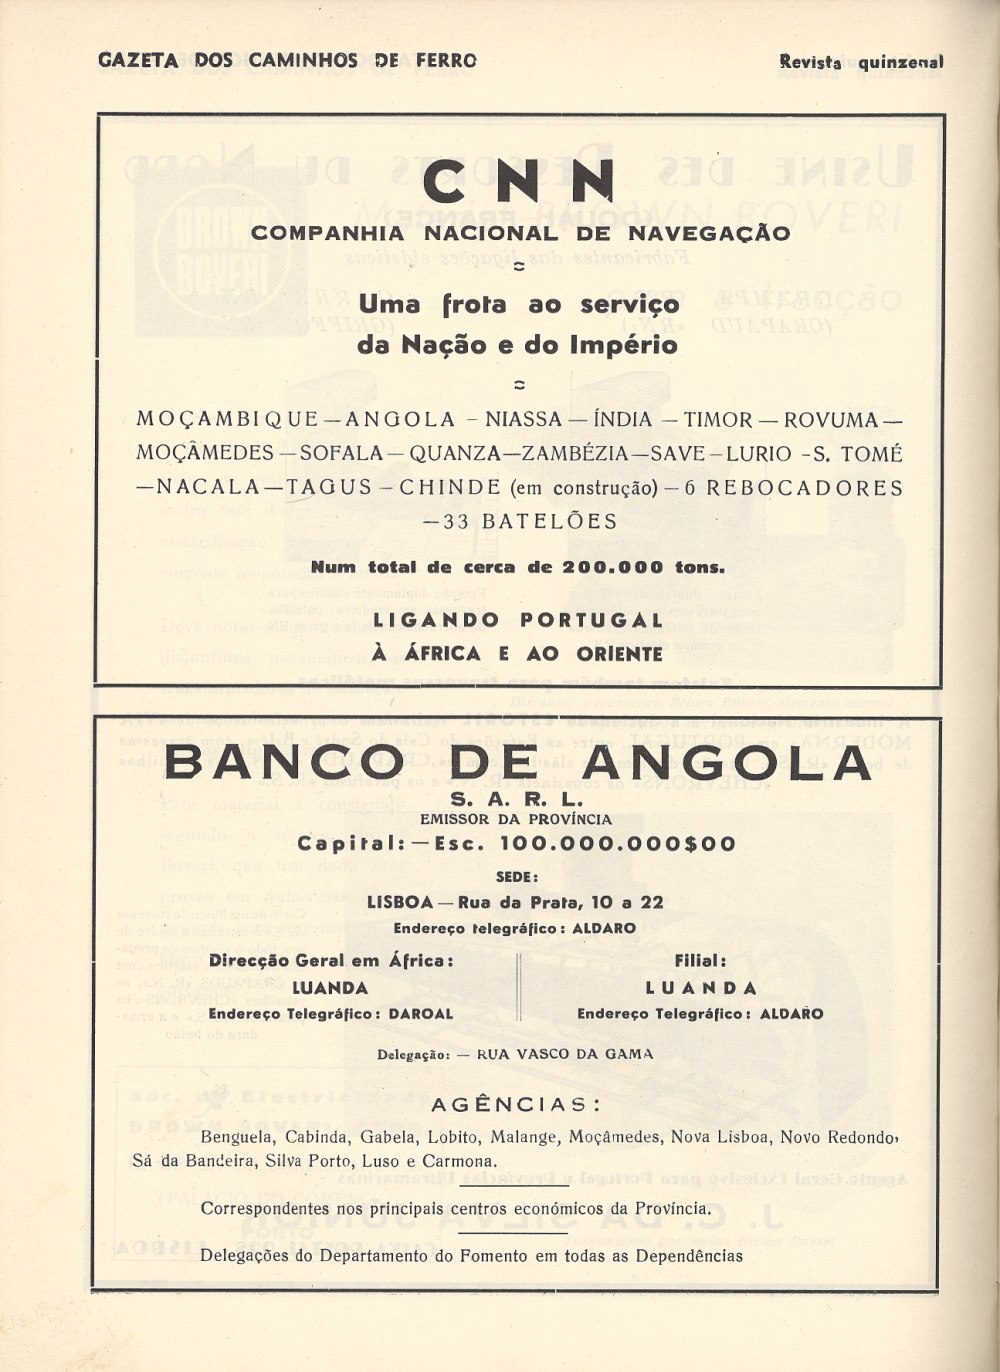 GAZETA DOS CAMINHOS DE FERRO
Revista quinzenal
CNN
COMPANHIA NACIONAL DE NAVEGAÇÃO
Uma frota ao serviço
da Nação e do Império
MOÇAMBIQUE—ANGOLA – NIASSA — ÍNDIA — TIMOR — ROVUMA —
MOÇÂMEDES — SOFALA — QUANZA—ZAMBÉZIA—SAVE—LURIO -S. TOMÉ
—NACALA—TAGUS — CHINDE (em construção) — 6 REBOCADORES
—33 BATELÕES
Num total de cerca de 200.000 tons.
LIGANDO PORTUGAL
À ÁFRICA E AO ORIENTE
BANCO DE ANGOLA
S. A. R. L.
EMISSOR DA PROVÍNCIA
Capital: — Esc. 100.000.000$00
SEDE:
LISBOA — Rua da Prata, 10 a 22
Endereço telegráfico: ALDARO
Direcção Geral em África:
LUANDA
Endereço Telegráfico: DAROAL
Filial:
LUANDA
Endereço Telegráfico: ALDARO
Delegação: — RUA VASCO DA GAMA
AGÊNCIAS:
Benguela, Cabinda, Gabela, Lobito, Malange, Moçâmedes, Nova Lisboa, Novo Redondo,
Sá da Bandeira, Silva Porto, Luso e Carmona.
Correspondentes nos principais centros económicos da Província.
Delegações do Departamento do Fomento em todas as Dependências